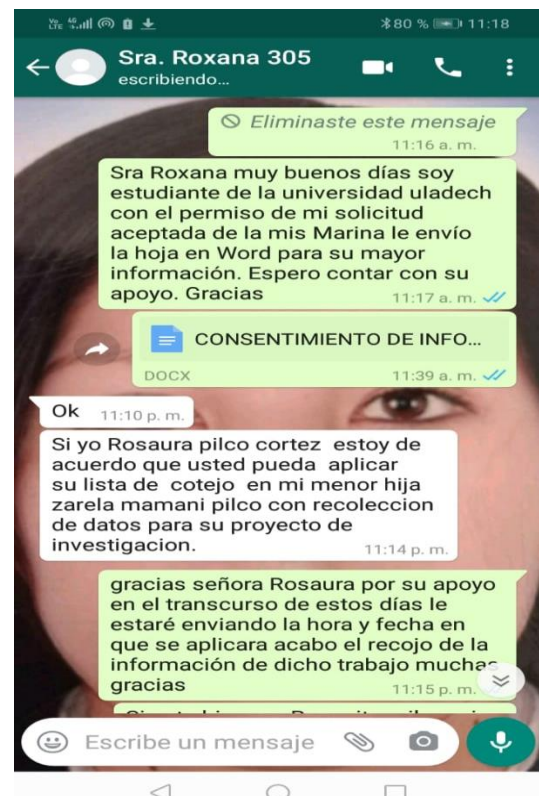 80 % 11:18
Sra. Roxana 305
escribiendo...
Eliminaste este mensaje
11:16 a. m.
Sra Roxana muy buenos días soy
estudiante de la universidad uladech
con el permiso de mi solicitud
aceptada de la mis Marina le envío
la hoja en Word para su mayor
información. Espero contar con su
apoyo. Gracias
11:17 a. m.
CONSENTIMIENTO DE INFO...
DOCX 11:39 a. m.
Ok 11:10 p. m.
Si yo Rosaura pilco cortez estoy de
acuerdo que usted pueda aplicar
su lista de cotejo en mi menor hija
zarela mamani pilco con recoleccion
de datos para su proyecto de
investigacion.
11:14 p. m.
gracias señora Rosaura por su apoyo
en el transcurso de estos días le
estaré enviando la hora y fecha en
que se aplicara acabo el recojo de la
información de dicho trabajo muchas
gracias
11:15 p. m.
Escribe un mensaje